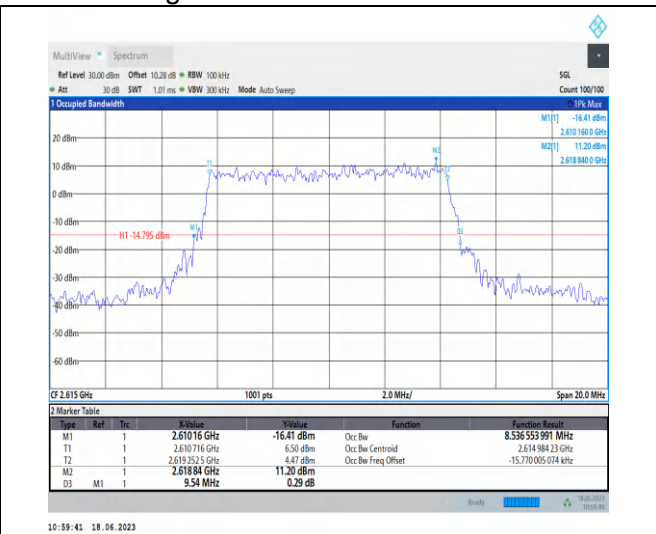 MultiView Spectrum
Ref Level 30.00 dBm Offset 10.28 dB RBW 100 kHz SGL
Att 30 dB SWT 1.01 ms VBW 300 kHz Mode Auto Sweep Count 100/100
1 Occupied Bandwidth 1Pk Max
M1[1] -16.41 dBm
2.610 160 0 GHz
M2[1] 11.20 dBm
2.618 840 0 GHz
20 dBm
M2
T1
T2
10 dBm
0 dBm
-10 dBm
M1
D3
H1 -14.795 dBm
-20 dBm
-30 dBm
-40 dBm
-50 dBm
-60 dBm
CF 2.615 GHz 1001 pts 2.0 MHz/ Span 20.0 MHz
2 Marker Table
Type Ref Trc X-Value Y-Value Function Function Result
M1 1 2.61016 GHz -16.41 dBm Occ Bw 8.536 553 991 MHz
T1 1 2.610716 GHz 6.50 dBm Occ Bw Centroid 2.614 984 23 GHz
T2 1 2.619 252 5 GHz 4.47 dBm Occ Bw Freq Offset -15.770 005 074 kHz
M2 1 2.618 84 GHz 11.20 dBm
D3 M1 1 9.54 MHz 0.29 dB
Ready 18.06.2023
10:59:41 18.06.2023